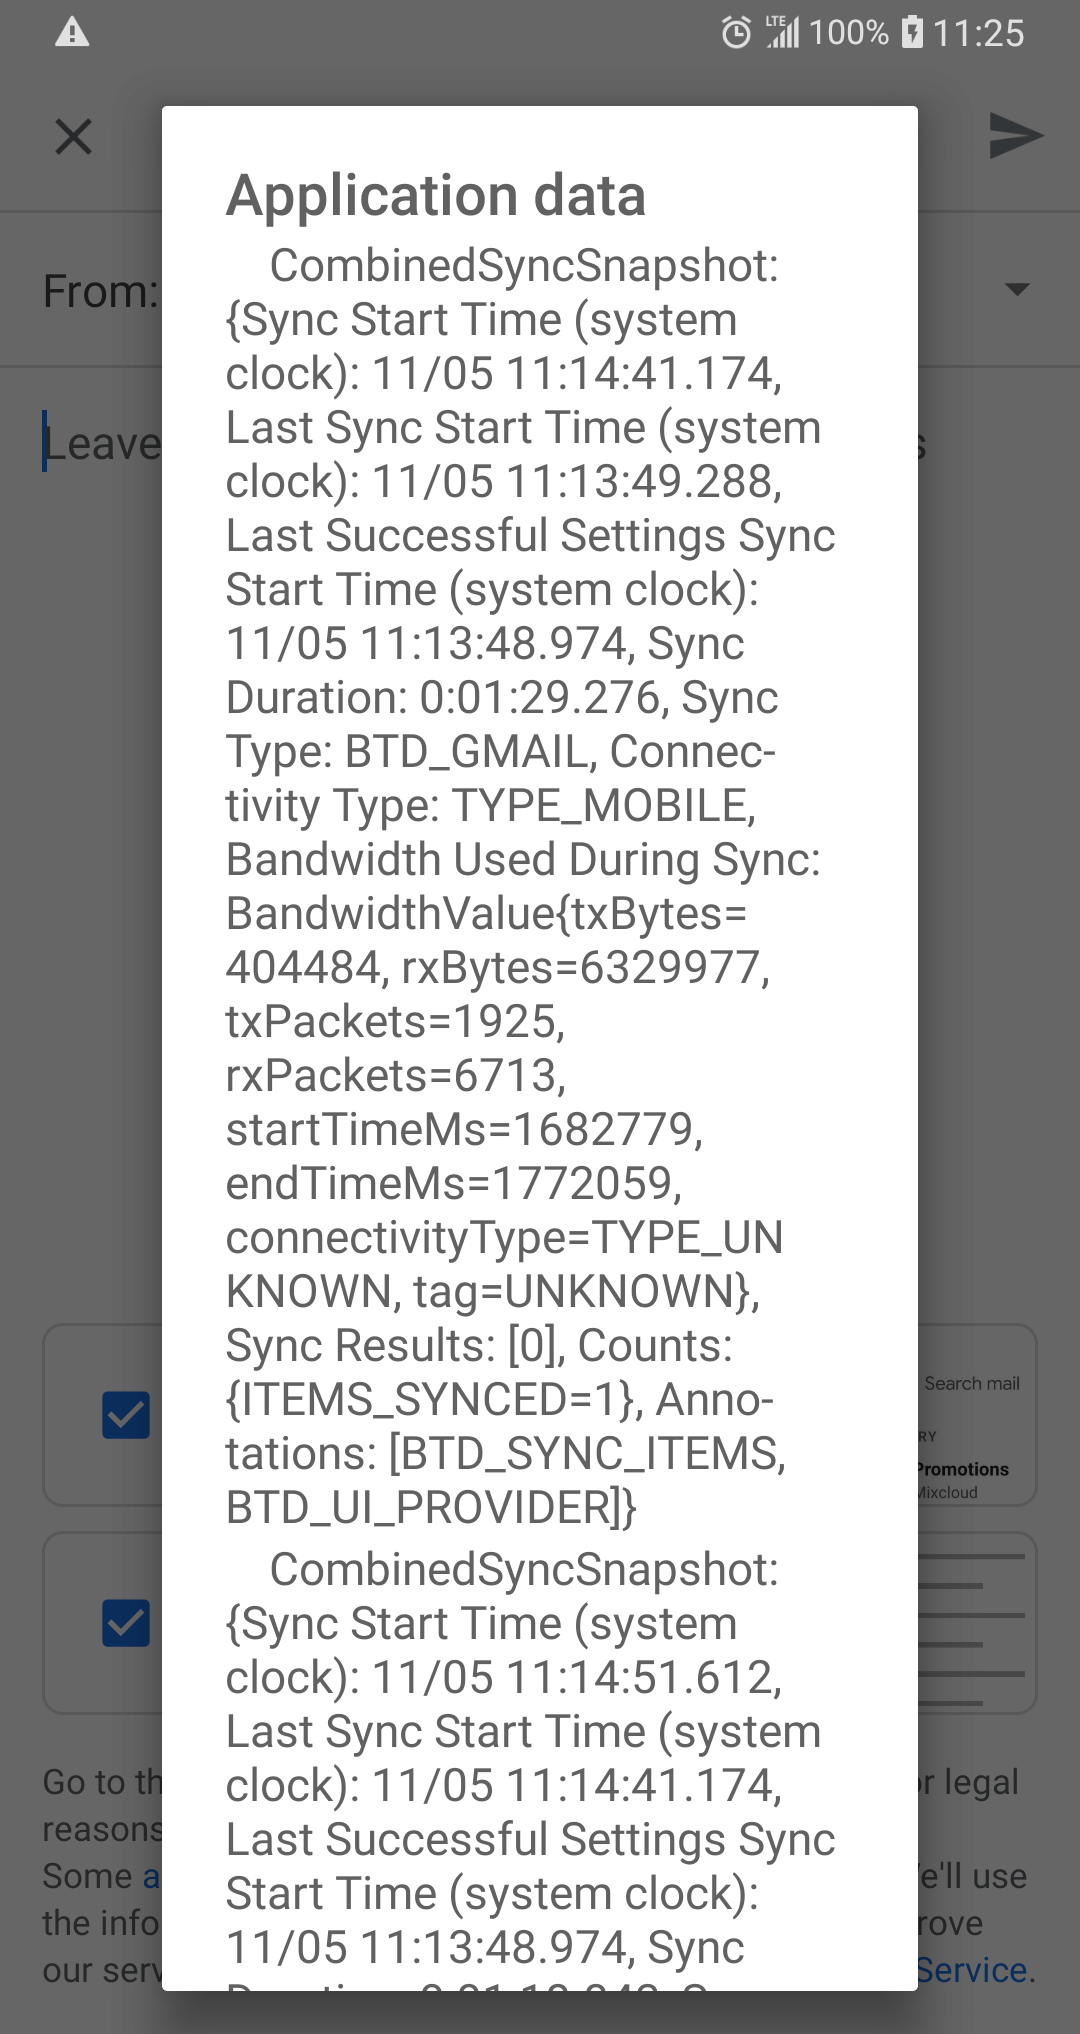 LTE 100% 11:25
Application data
From:
CombinedSyncSnapshot:
{Sync Start Time (system
clock): 11/05 11:14:41.174,
Last Sync Start Time (system
Leave
clock): 11/05 11:13:49.288,
Last Successful Settings Sync
Start Time (system clock):
11/05 11:13:48.974, Sync
Duration: 0:01:29.276, Sync
Type: BTD_GMAIL, Connec-
tivity Type: TYPE_MOBILE,
Bandwidth Used During Sync:
BandwidthValue{txBytes=
404484, rxBytes=6329977,
txPackets=1925,
rxPackets=6713,
startTimeMs=1682779,
endTimeMs=1772059,
connectivityType=TYPE_UN
KNOWN, tag=UNKNOWN},
Sync Results: [0], Counts:
{ITEMS_SYNCED=1}, Anno-
tations: [BTD_SYNC_ITEMS,
BTD_UI_PROVIDER]}
Search mail
RY
Promotions
Mixcloud
CombinedSyncSnapshot:
{Sync Start Time (system
clock): 11/05 11:14:51.612,
Last Sync Start Time (system
clock): 11/05 11:14:41.174,
Last Successful Settings Sync
Start Time (system clock):
11/05 11:13:48.974, Sync
Go to th
or legal
reasons
Some a
e'll use
the info
rove
our serv
Service.